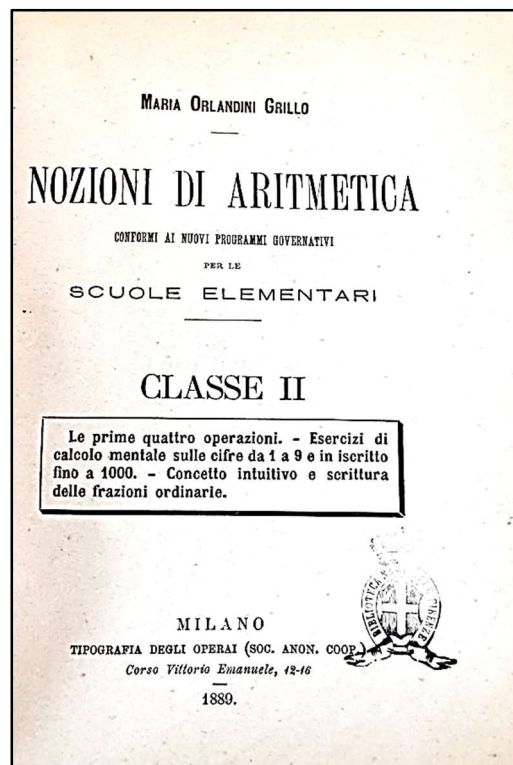 MARIA ORLANDINI GRILLO
NOZIONI DI ARITMETICA
CONFORMI AI NUOVI PROGRAMMI GOVERNATIVI
PER LE
SCUOLE ELEMENTARI
CLASSE II
Le prime quattro operazioni. - Esercizi di
calcolo mentale sulle cifre da 1 a 9 e in iscritto
fino a 1000. - Concetto intuitivo e scrittura
delle frazioni ordinarie.
MILANO
TIPOGRAFIA DEGLI OPERAI (SOC. ANON. COOP.)
Corso Vittorio Emanuele, 12-16
1889.
BIBLIOTECA
FIRENZE